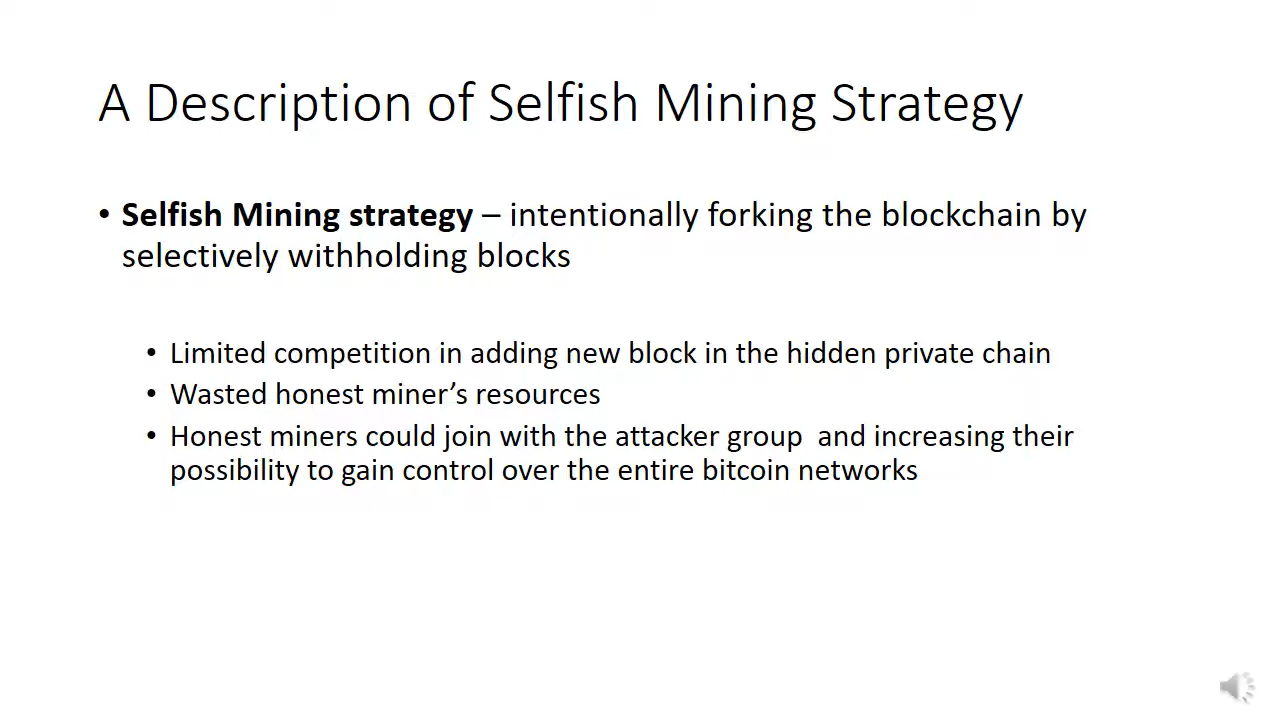 A Description of Selfish Mining Strategy
• Selfish Mining strategy – intentionally forking the blockchain by
selectively withholding blocks
• Limited competition in adding new block in the hidden private chain
• Wasted honest miner’s resources
• Honest miners could join with the attacker group  and increasing their
possibility to gain control over the entire bitcoin networks